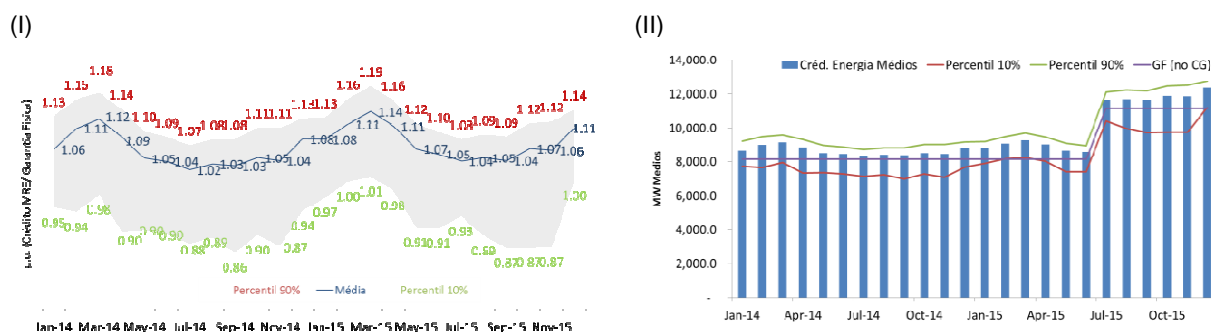 (I)
p.u. (Crédito MRE/ Garantia Física)
1.13 1.15 1.18 1.14 1.10 1.09 1.07 1.08 1.08 1.11 1.11 1.13 1.13 1.16 1.19 1.16 1.12 1.10 1.09 1.09 1.12 1.12 1.14
1.06 1.11 1.12 1.09 1.05 1.04 1.02 1.03 1.03 1.05 1.04 1.08 1.11 1.14 1.11 1.07 1.05 1.04 1.05 1.04 1.06 1.11
0.95 0.94 0.98 0.90 0.90 0.90 0.88 0.89 0.86 0.90 0.87 0.94 0.97 1.00 1.01 0.98 0.91 0.91 0.93 0.89 0.87 0.87 0.87 1.00
Percentil 90% Média Percentil 10%
Jan-14 Mar-14 May-14 Jul-14 Sep-14 Nov-14 Jan-15 Mar-15 May-15 Jul-15 Sep-15 Nov-15
(II)
Créd. Energia Médios Percentil 10% Percentil 90% GF (no CG)
MW Médios
14,000.0
12,000.0
10,000.0
8,000.0
6,000.0
4,000.0
2,000.0
-
Jan-14 Apr-14 Jul-14 Oct-14 Jan-15 Apr-15 Jul-15 Oct-15